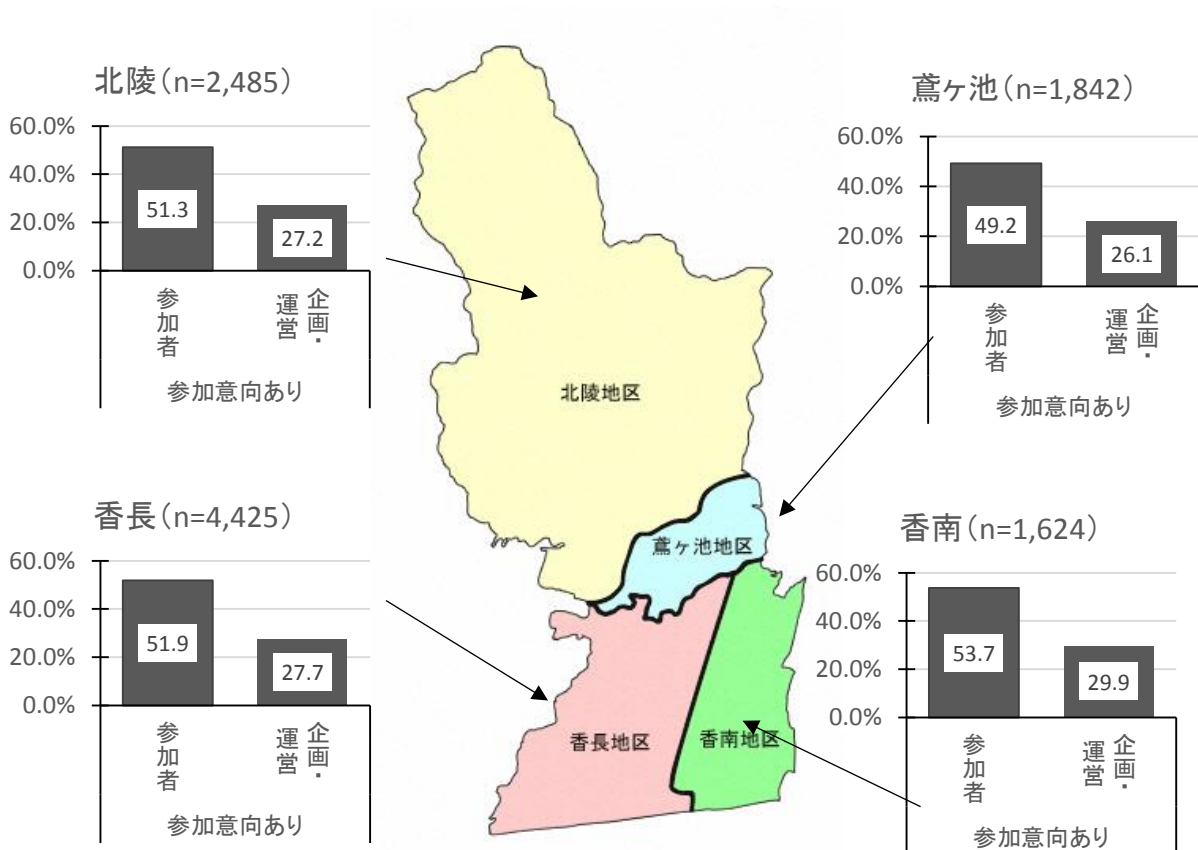 北陵(n=2,485)
60.0%
40.0%
20.0%
0.0%
51.3
27.2
参加者
企画・
運営
参加意向あり
鳶ヶ池(n=1,842)
60.0%
40.0%
20.0%
0.0%
49.2
26.1
参加者
企画・
運営
参加意向あり
北陵地区
鳶ヶ池地区
香長地区
香南地区
香長(n=4,425)
60.0%
40.0%
20.0%
0.0%
51.9
27.7
参加者
企画・
運営
参加意向あり
香南(n=1,624)
60.0%
40.0%
20.0%
0.0%
53.7
29.9
参加者
企画・
運営
参加意向あり